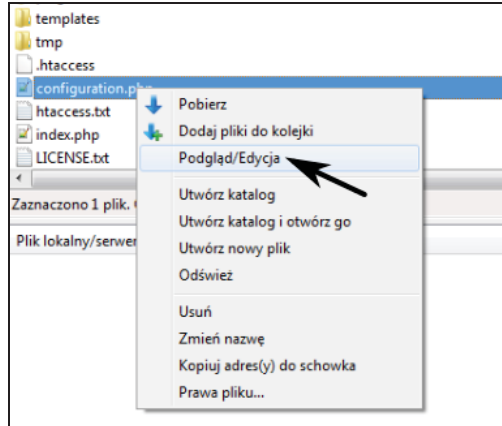 templates
tmp
.htaccess
configuration.php
htaccess.txt
index.php
LICENSE.txt
Zaznaczono 1 plik.
Plik lokalny/serwer
Pobierz
Dodaj pliki do kolejki
Podgląd/Edycja
Utwórz katalog
Utwórz katalog i otwórz go
Utwórz nowy plik
Odśwież
Usuń
Zmień nazwę
Kopiuj adres(y) do schowka
Prawa pliku...